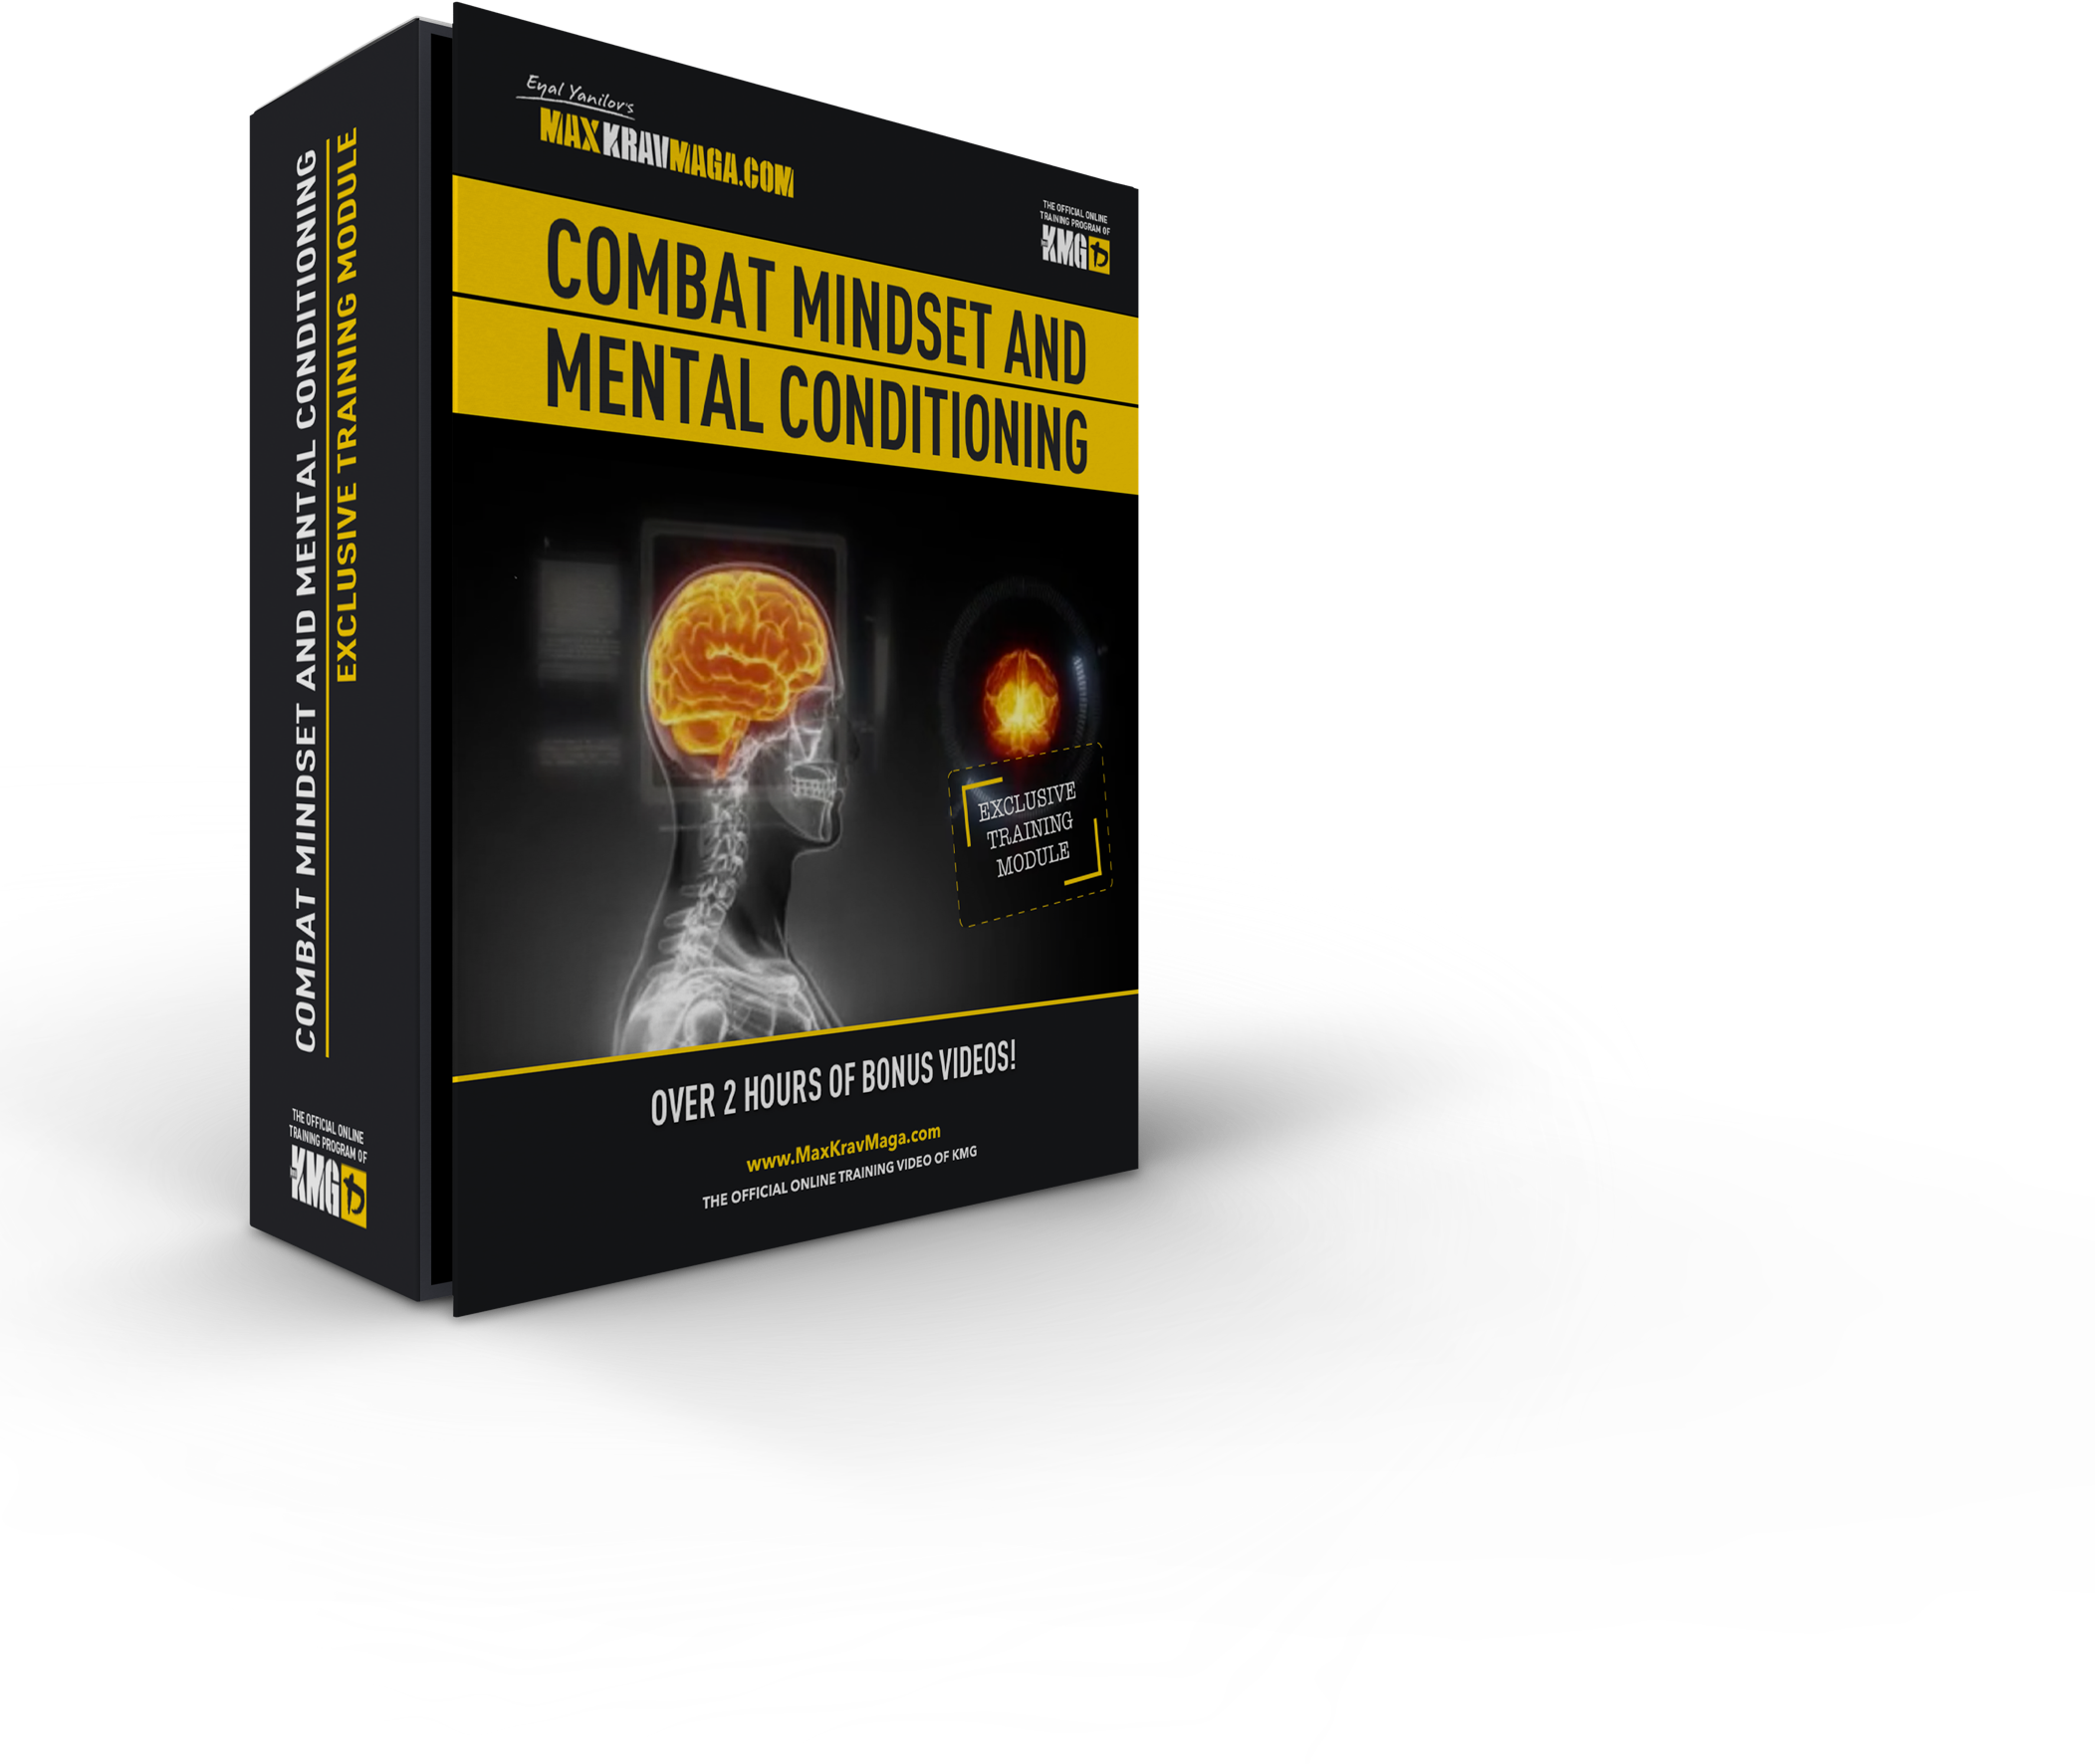 COMBAT MINDSET AND MENTAL CONDITIONING
EXCLUSIVE TRAINING MODULE
THE OFFICIAL ONLINE
TRAINING PROGRAM OF
KMG
Eyal Yanilov's
MAXKRAVMAGA.COM
THE OFFICIAL ONLINE
TRAINING PROGRAM OF
KMG
COMBAT MINDSET AND
MENTAL CONDITIONING
EXCLUSIVE
TRAINING
MODULE
OVER 2 HOURS OF BONUS VIDEOS!
www.MaxKravMaga.com
THE OFFICIAL ONLINE TRAINING VIDEO OF KMG